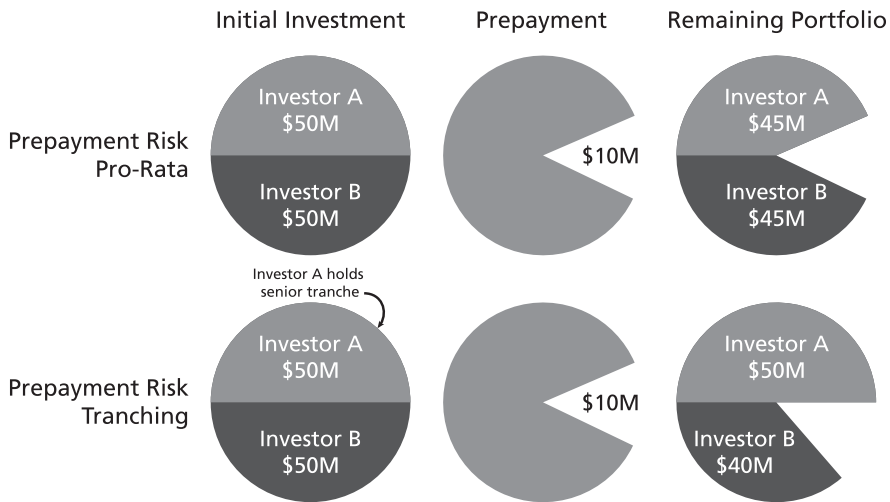 Initial Investment
Prepayment
Remaining Portfolio
Prepayment Risk
Pro-Rata
Investor A
$50M
Investor B
$50M
$10M
Investor A
$45M
Investor B
$45M
Investor A holds
senior tranche
Prepayment Risk
Tranching
Investor A
$50M
Investor B
$50M
$10M
Investor A
$50M
Investor B
$40M